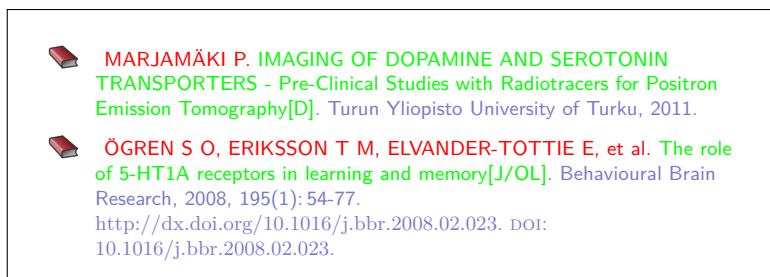 MARJAMÄKI P. IMAGING OF DOPAMINE AND SEROTONIN
TRANSPORTERS - Pre-Clinical Studies with Radiotracers for Positron
Emission Tomography[D]. Turun Yliopisto University of Turku, 2011.
ÖGREN S O, ERIKSSON T M, ELVANDER-TOTTIE E, et al. The role
of 5-HT1A receptors in learning and memory[J/OL]. Behavioural Brain
Research, 2008, 195(1): 54-77.
http://dx.doi.org/10.1016/j.bbr.2008.02.023. DOI:
10.1016/j.bbr.2008.02.023.